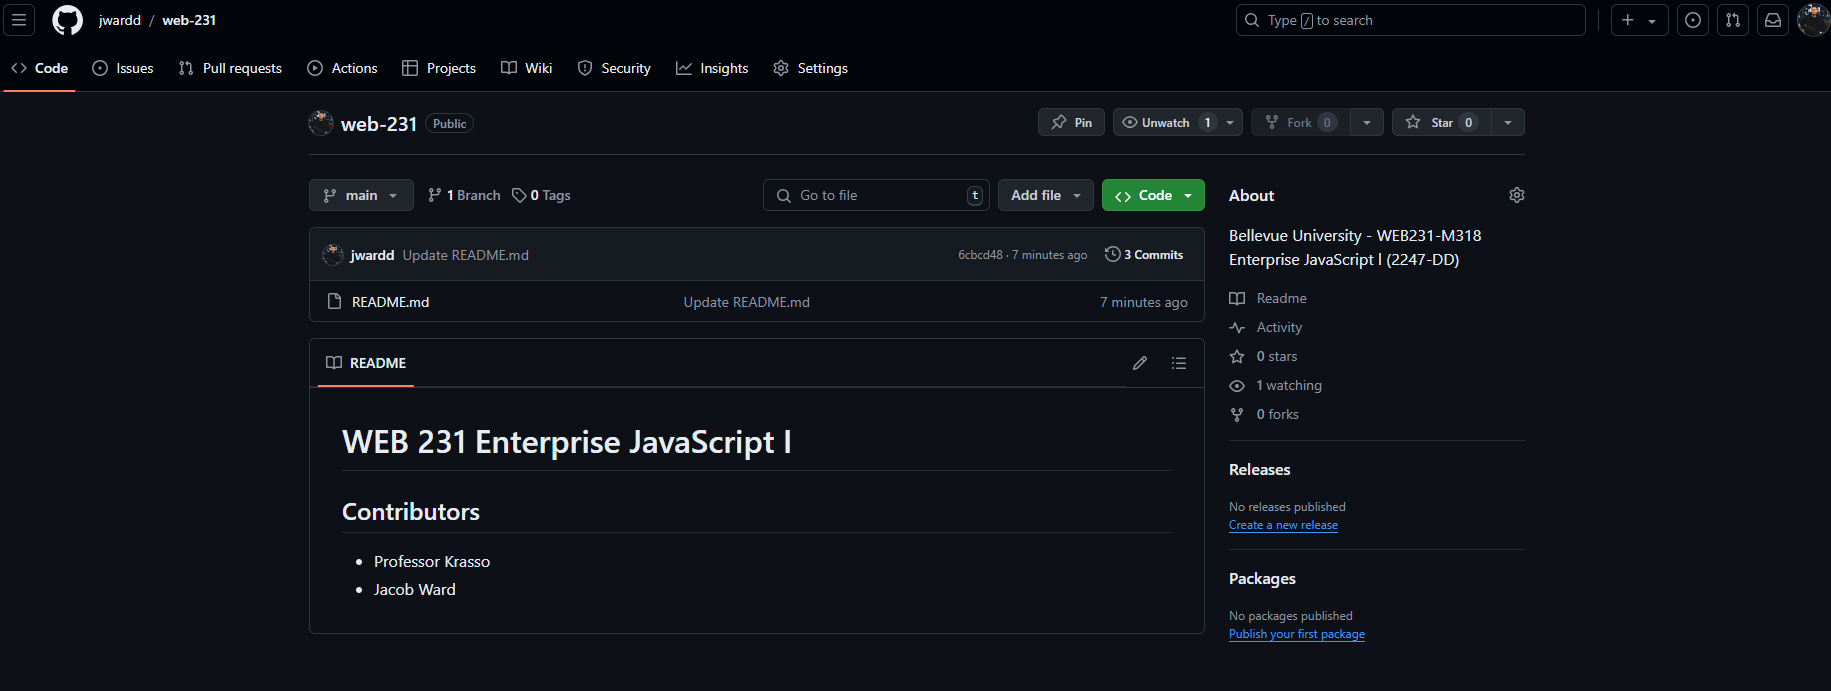 jwardd / web-231
Type / to search
Code Issues Pull requests Actions Projects Wiki Security Insights Settings
web-231 Public
Pin Unwatch 1 Fork 0 Star 0
main 1 Branch 0 Tags Go to file t Add file Code
jwardd Update README.md 6cbcd48 · 7 minutes ago 3 Commits
README.md Update README.md 7 minutes ago
README
WEB 231 Enterprise JavaScript l
Contributors
Professor Krasso
Jacob Ward
About
Bellevue University - WEB231-M318
Enterprise JavaScript l (2247-DD)
Readme
Activity
0 stars
1 watching
0 forks
Releases
No releases published
Create a new release
Packages
No packages published
Publish your first package